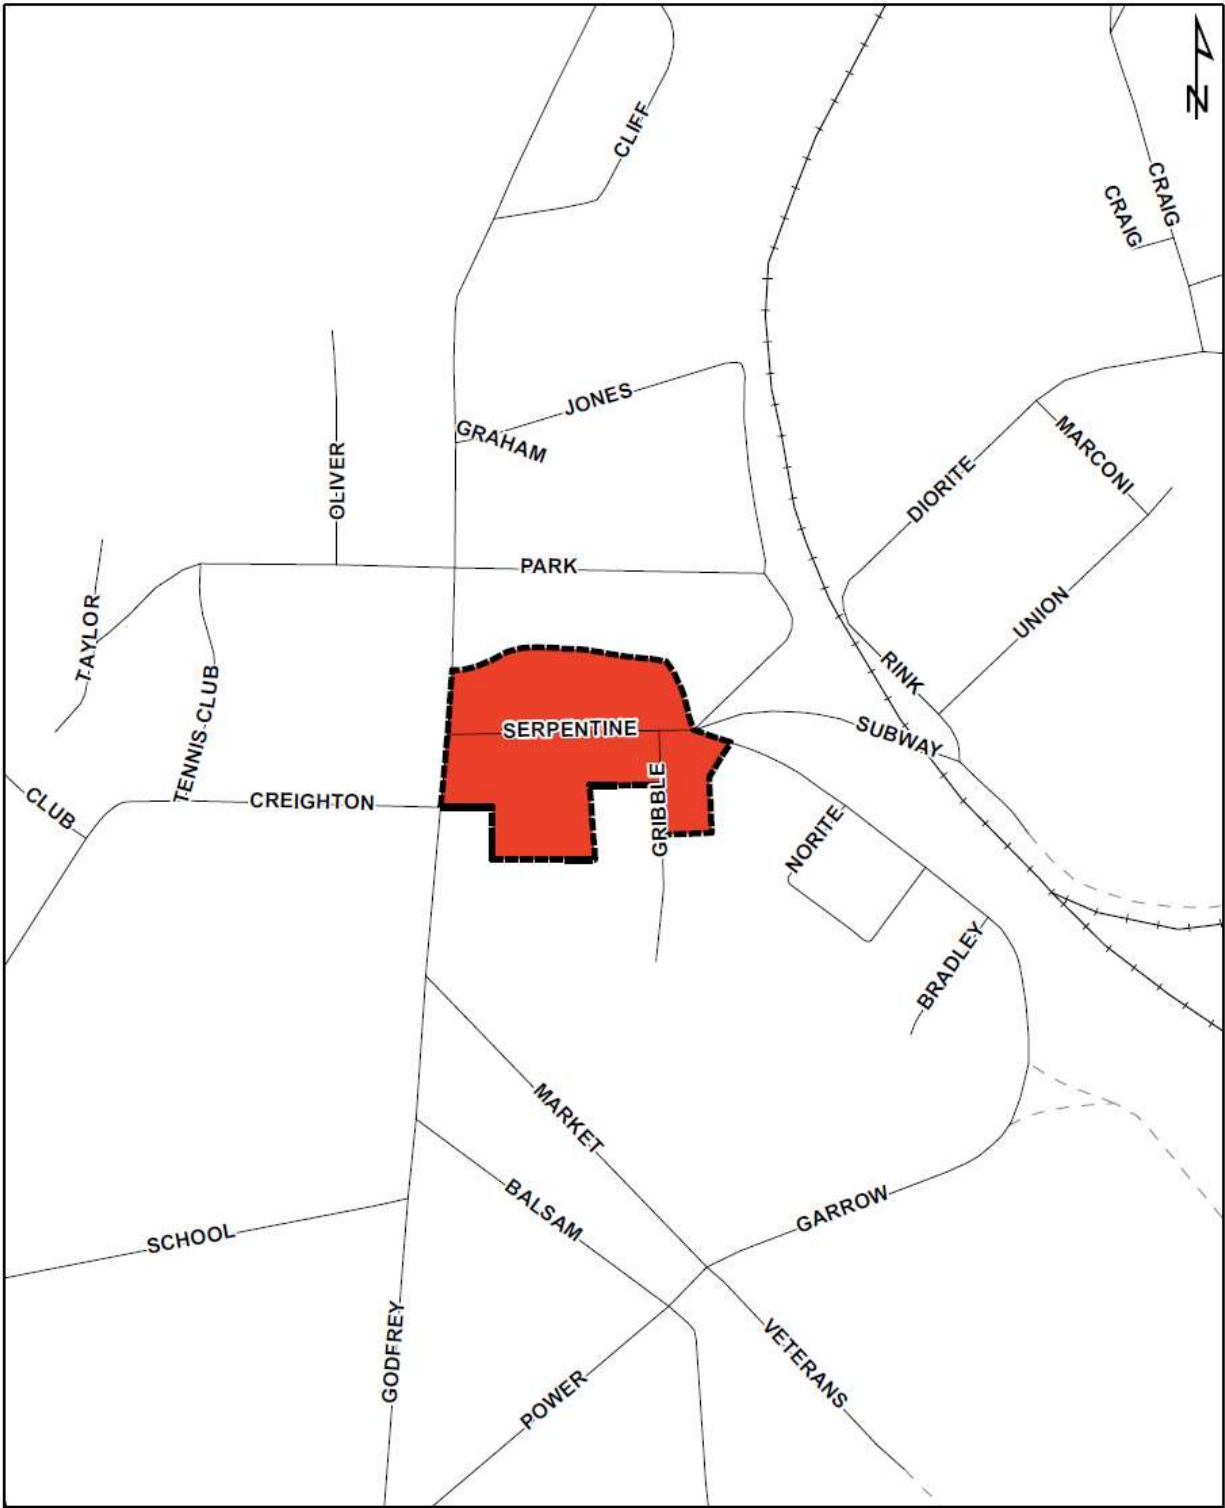 N
CLIFF
CRAIG
CRAIG
JONES
GRAHAM
OLIVER
MARCONI
DIORITE
PARK
UNION
TAYLOR
TENNIS CLUB
RINK
SERPENTINE
SUBWAY
CLUB
CREIGHTON
GRIBBLE
NORITE
BRADLEY
MARKET
BALSAM
GARROW
SCHOOL
GODFREY
VETERANS
POWER